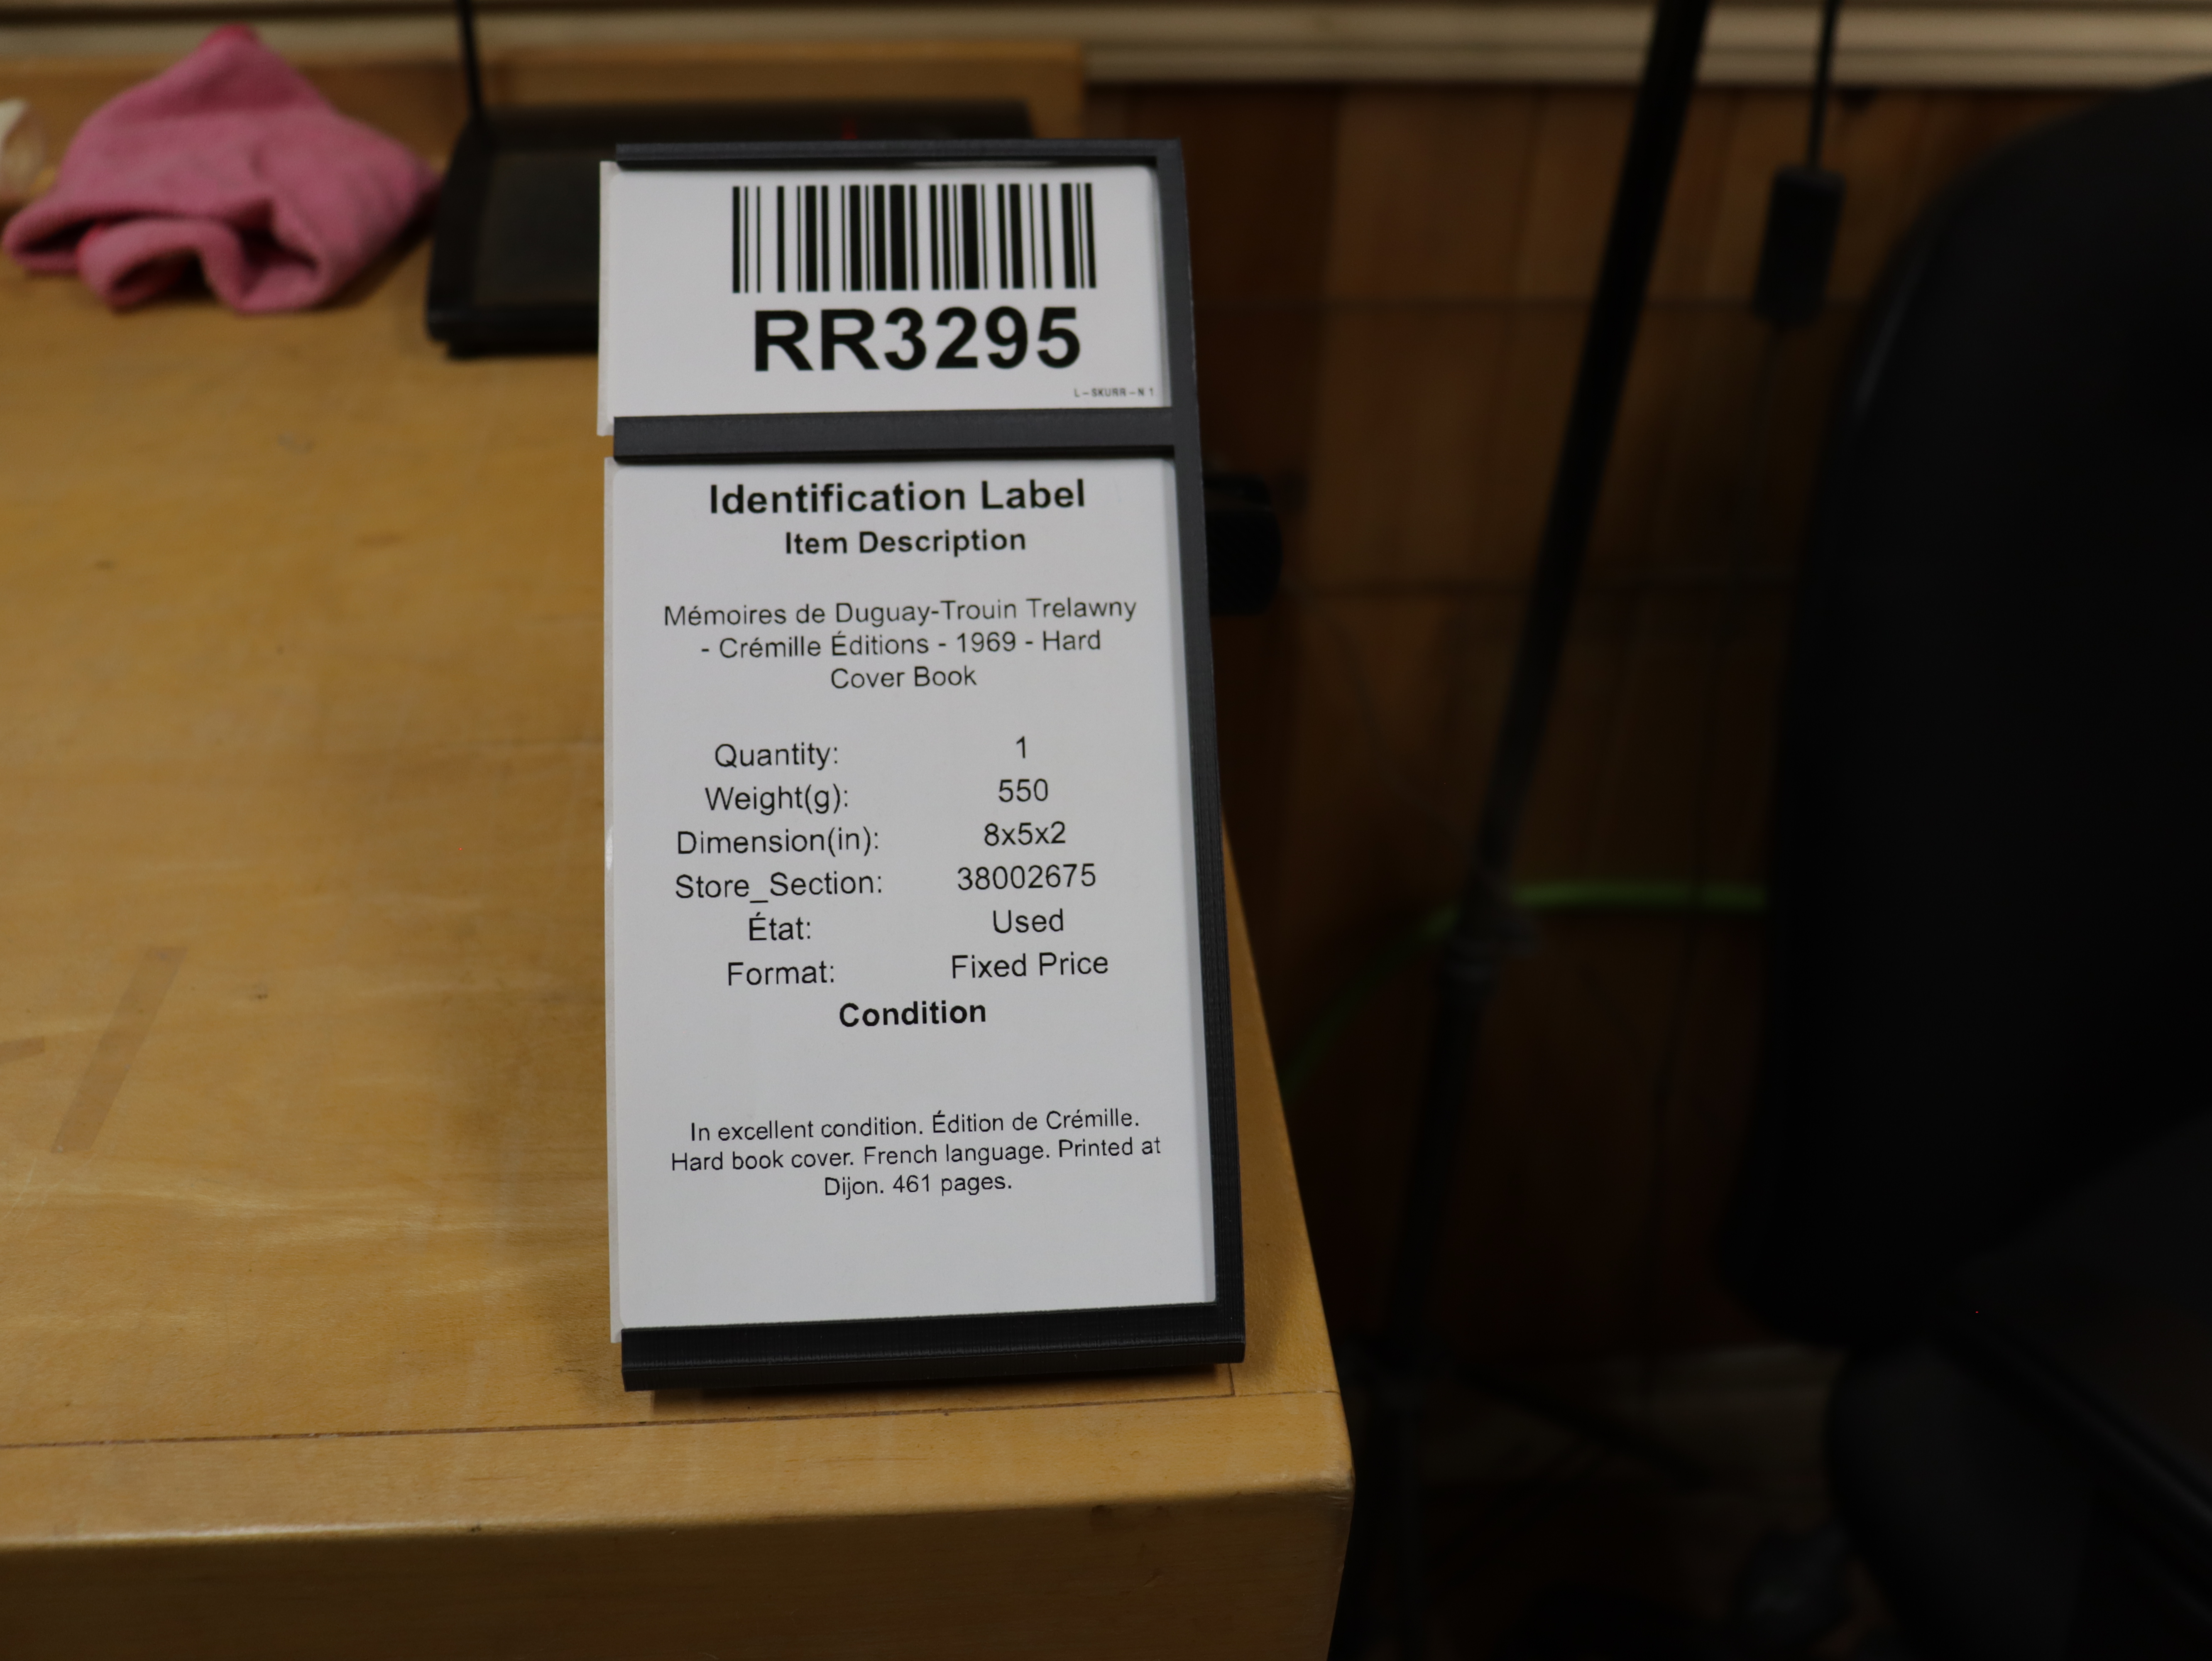 RR3295
L-SKURR-N 1
Identification Label
Item Description
Mémoires de Duguay-Trouin Trelawny
- Crémille Éditions - 1969 - Hard
Cover Book
Quantity: 1
Weight(g): 550
Dimension(in): 8x5x2
Store_Section: 38002675
État: Used
Format: Fixed Price
Condition
In excellent condition. Édition de Crémille.
Hard book cover. French language. Printed at
Dijon. 461 pages.